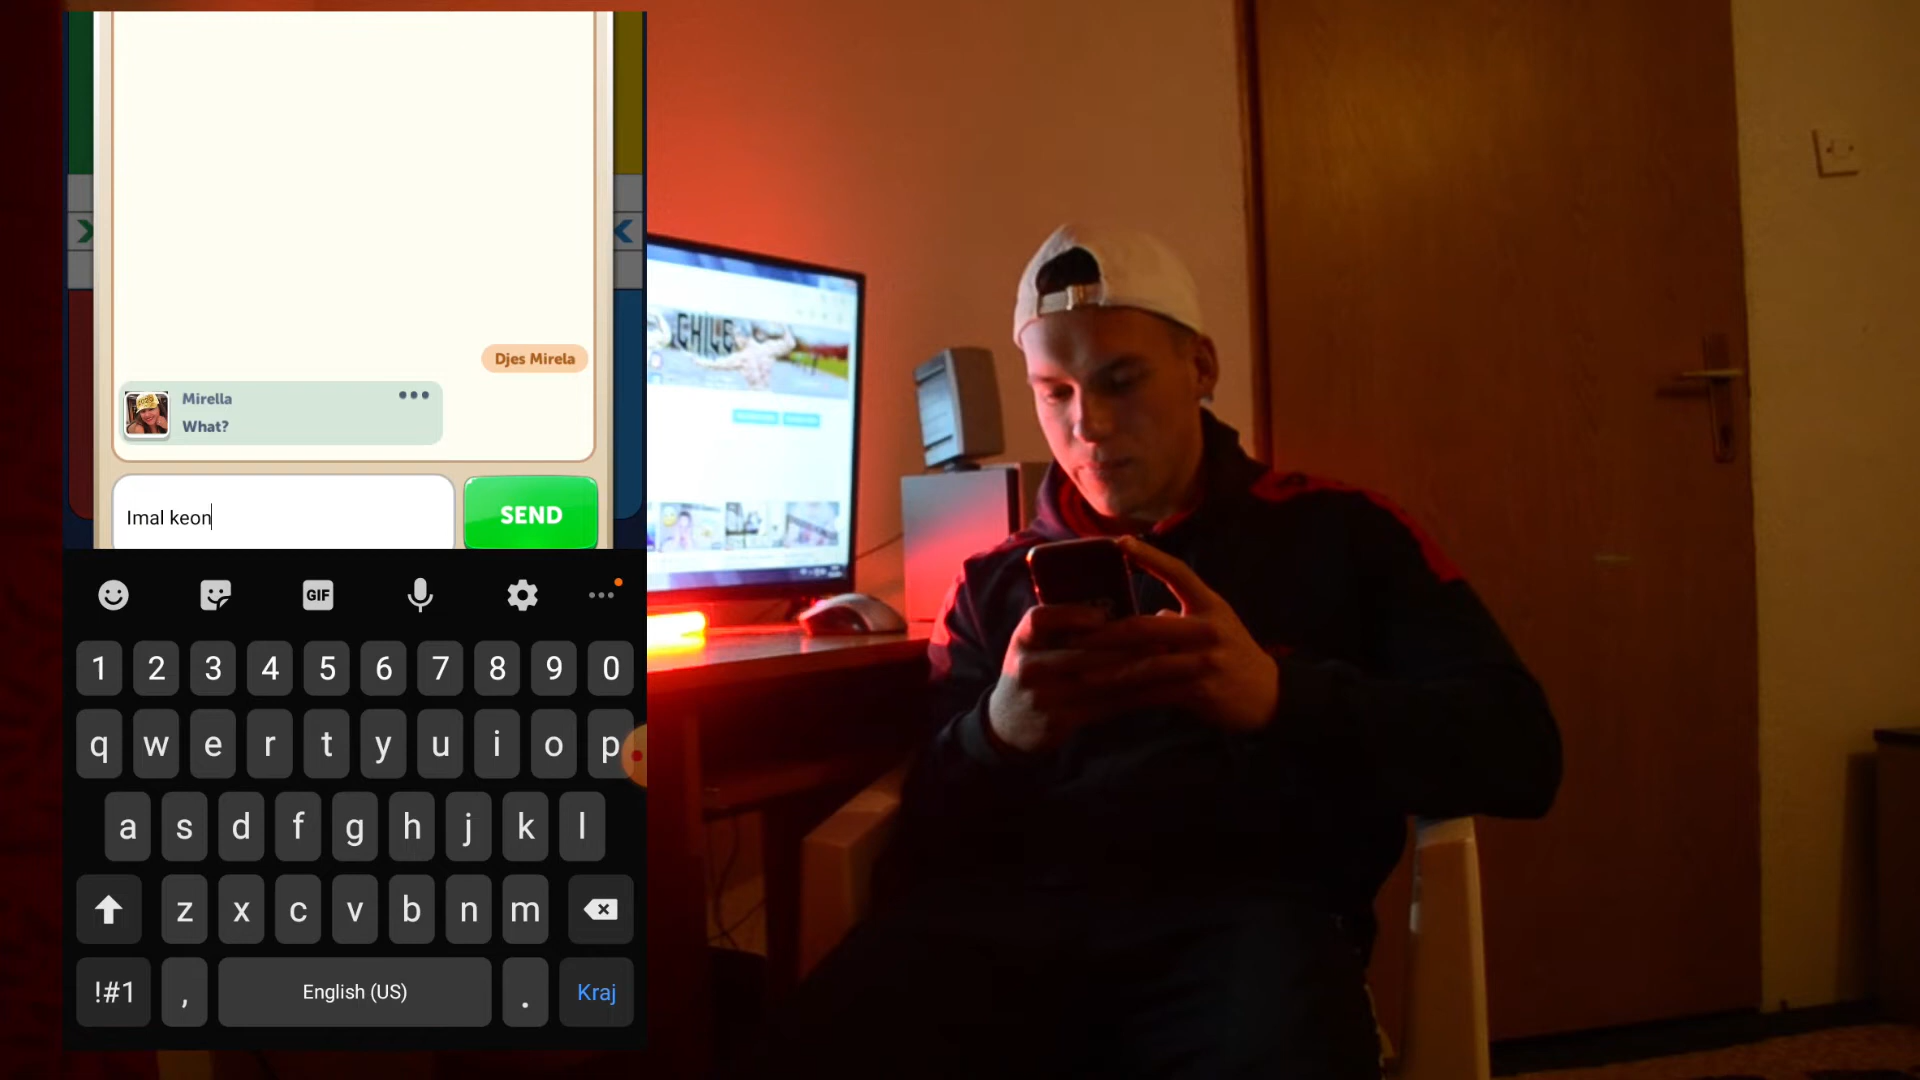 Djes Mirela
Mirella
What?
Imal keon
SEND
GIF
1 2 3 4 5 6 7 8 9 0
q w e r t y u i o p
a s d f g h j k l
z x c v b n m
!#1 , English (US) . Kraj
CHILE